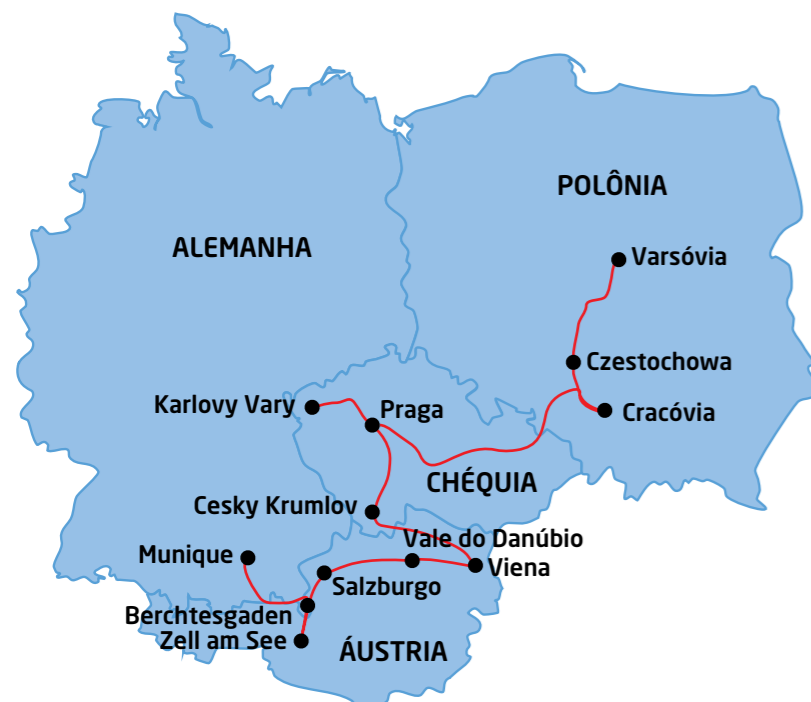 POLÔNIA
ALEMANHA
Varsóvia
Czestochowa
Karlovy Vary
Praga
Cracóvia
CHÉQUIA
Cesky Krumlov
Vale do Danúbio
Munique
Viena
Salzburgo
Berchtesgaden
Zell am See
ÁUSTRIA